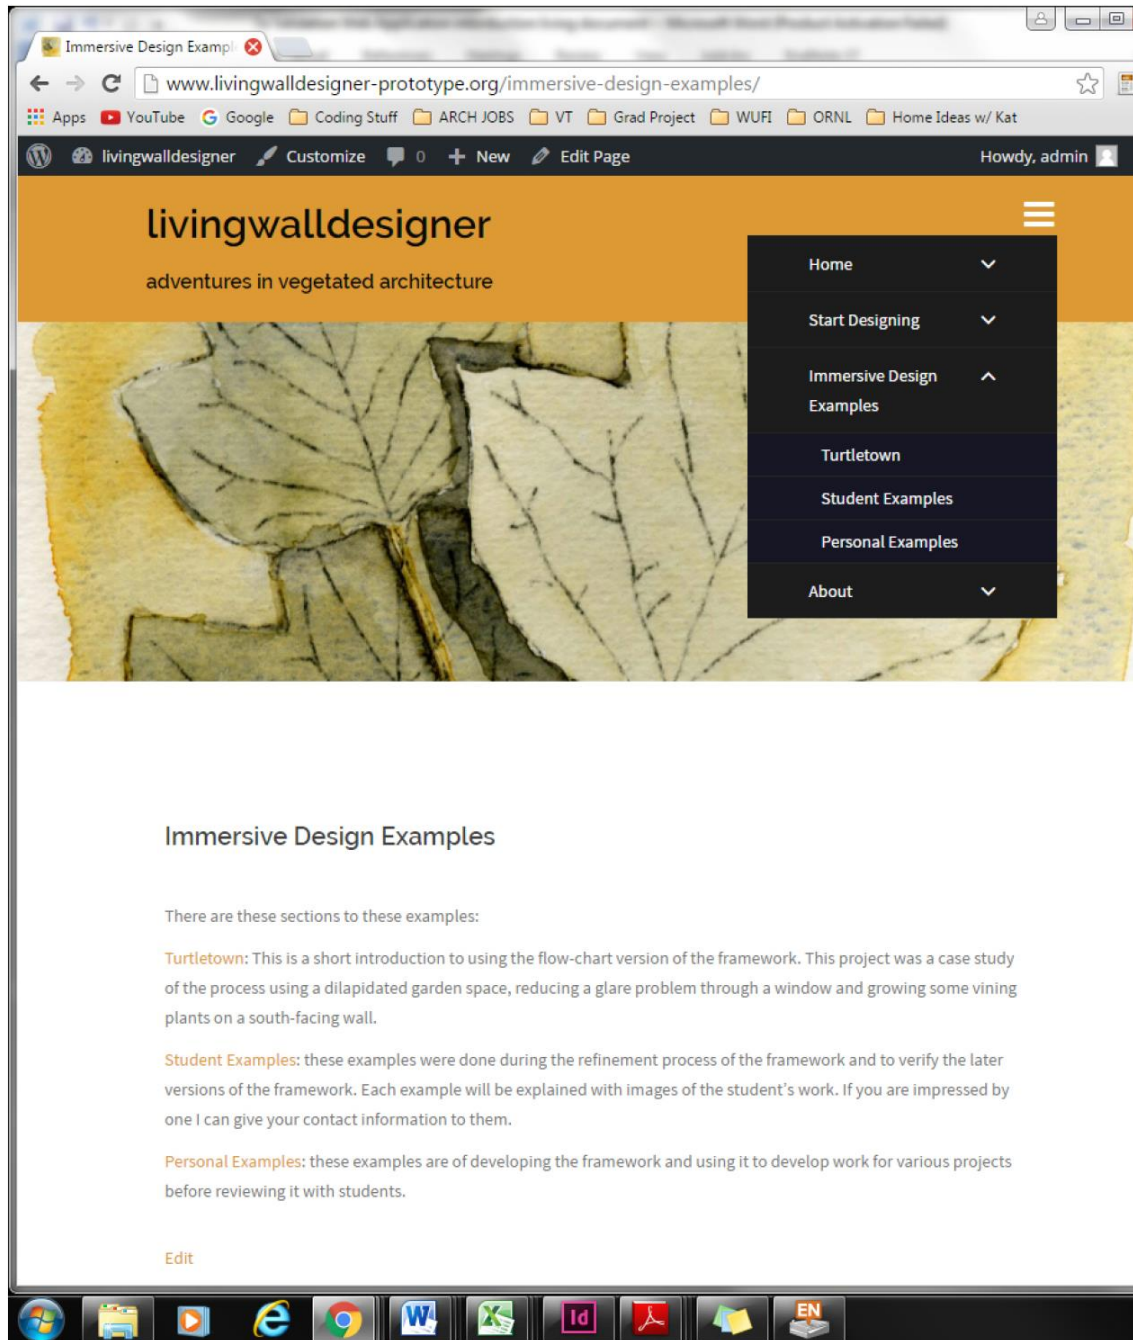 Immersive Design Exampl
www.livingwalldesigner-prototype.org/immersive-design-examples/
Apps YouTube Google Coding Stuff ARCH JOBS VT Grad Project WUFI ORNL Home Ideas w/ Kat
livingwalldesigner Customize 0 New Edit Page Howdy, admin
livingwalldesigner
adventures in vegetated architecture
Home
Start Designing
Immersive Design
Examples
Turtletown
Student Examples
Personal Examples
About
Immersive Design Examples
There are these sections to these examples:
Turtletown: This is a short introduction to using the flow-chart version of the framework. This project was a case study
of the process using a dilapidated garden space, reducing a glare problem through a window and growing some vining
plants on a south-facing wall.
Student Examples: these examples were done during the refinement process of the framework and to verify the later
versions of the framework. Each example will be explained with images of the student's work. If you are impressed by
one I can give your contact information to them.
Personal Examples: these examples are of developing the framework and using it to develop work for various projects
before reviewing it with students.
Edit
Id
EN